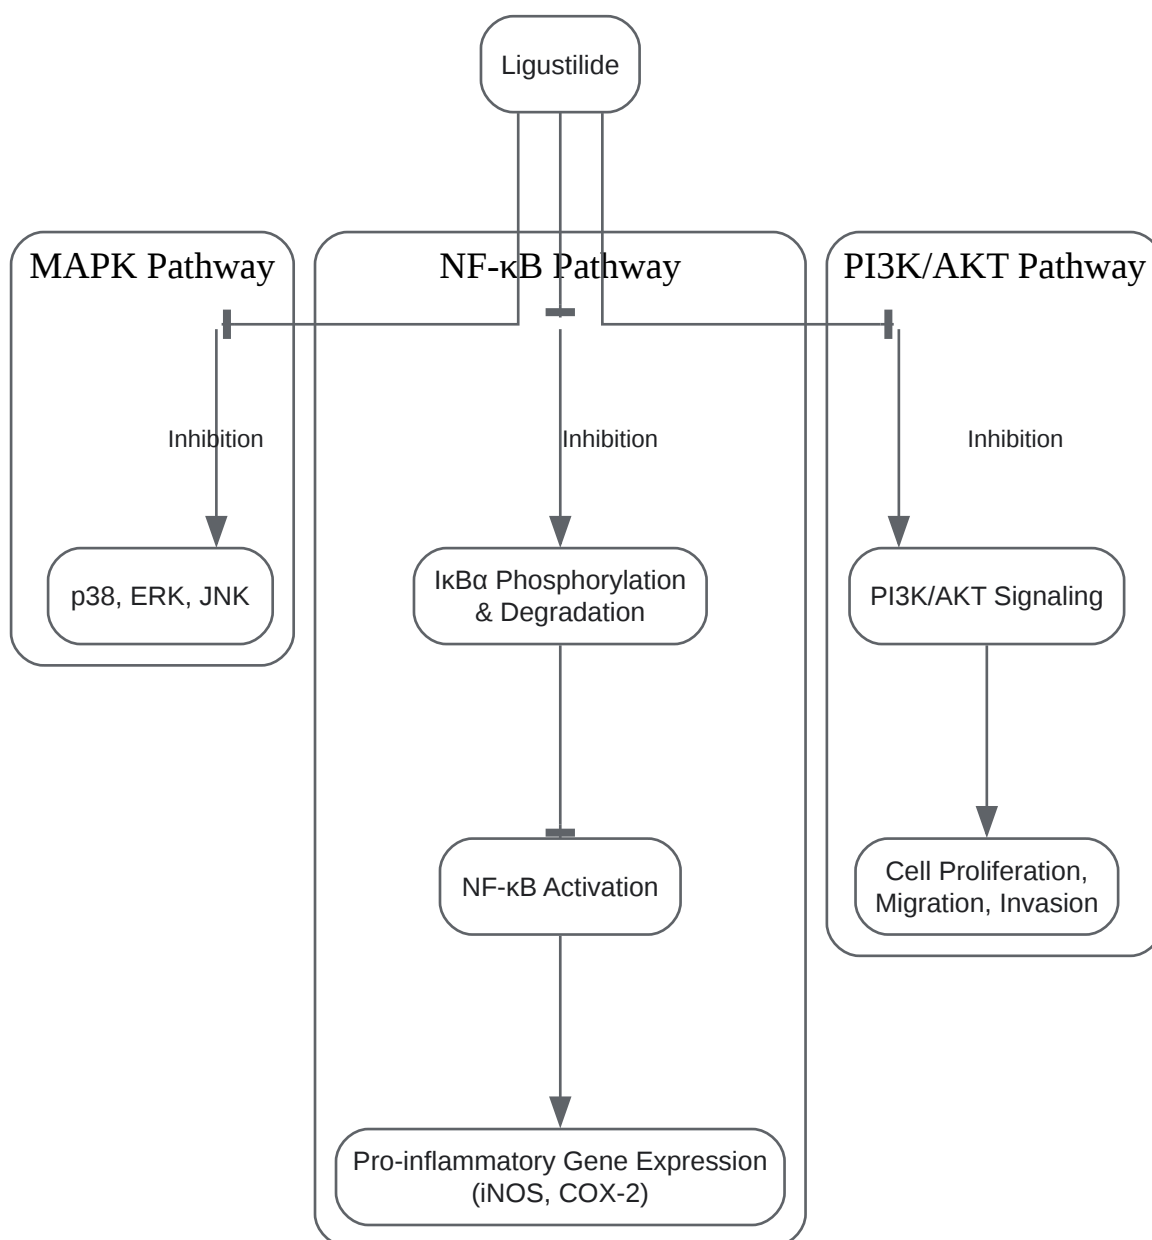 Ligustilide
MAPK Pathway
NF-κB Pathway
PI3K/AKT Pathway
Inhibition
Inhibition
Inhibition
p38, ERK, JNK
IκBα Phosphorylation
& Degradation
PI3K/AKT Signaling
NF-κB Activation
Cell Proliferation,
Migration, Invasion
Pro-inflammatory Gene Expression
(iNOS, COX-2)